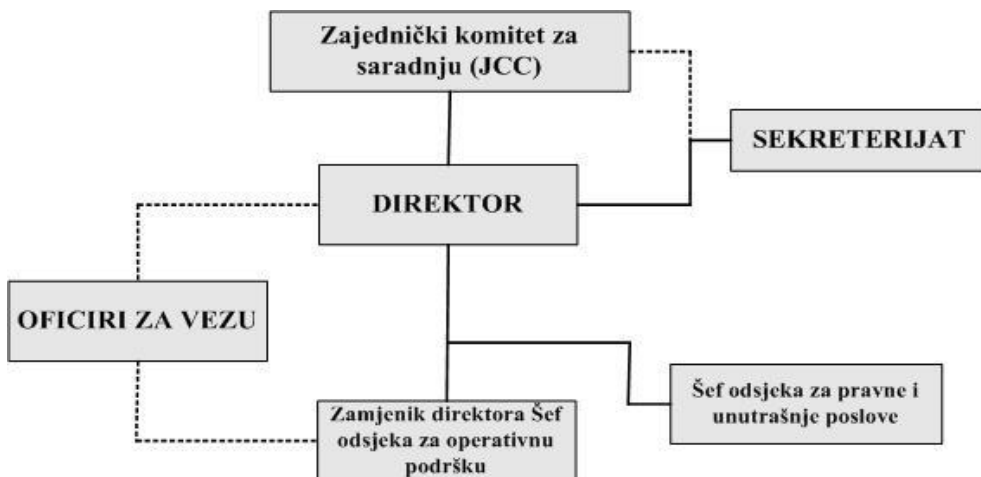 Zajednički komitet za
saradnju (JCC)
SEKRETERIJAT
DIREKTOR
OFICIRI ZA VEZU
Šef odsjeka za pravne i
unutrašnje poslove
Zamjenik direktora Šef
odsjeka za operativnu
podršku